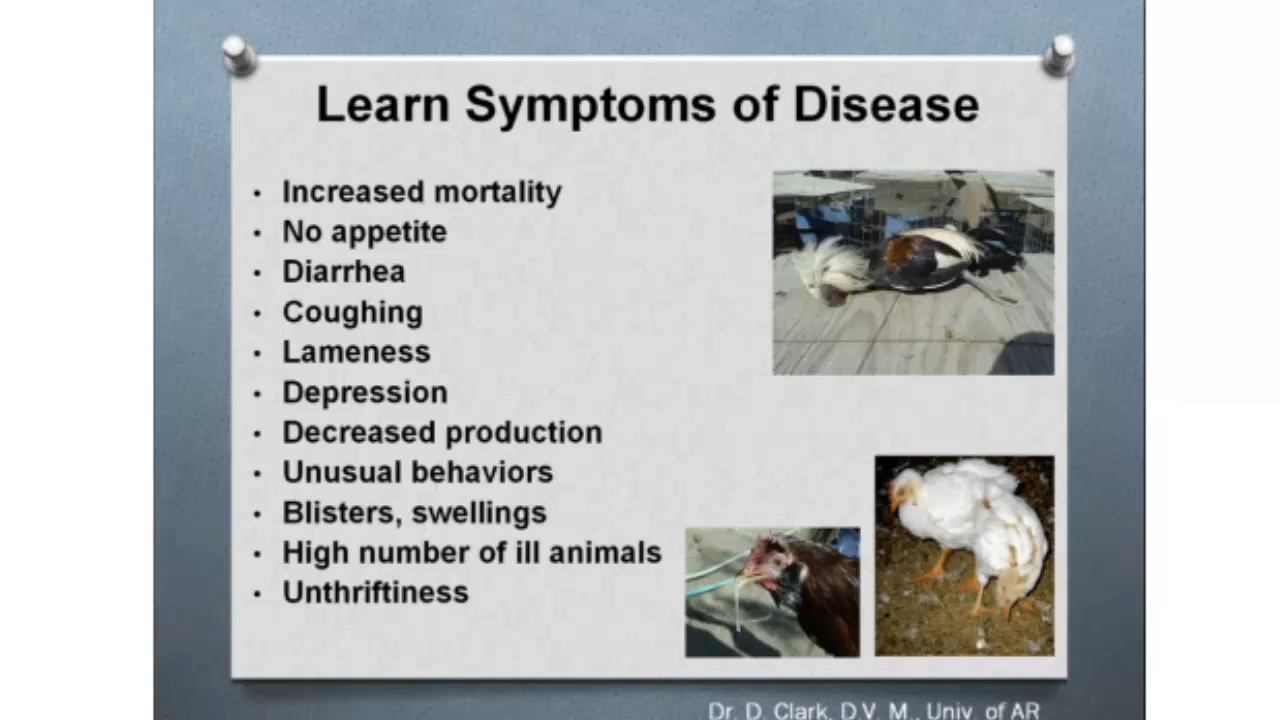 Learn Symptoms of Disease
• Increased mortality
• No appetite
• Diarrhea
• Coughing
• Lameness
• Depression
• Decreased production
• Unusual behaviors
• Blisters, swellings
• High number of ill animals
• Unthriftiness
Dr. D. Clark, D.V. M., Univ. of AR